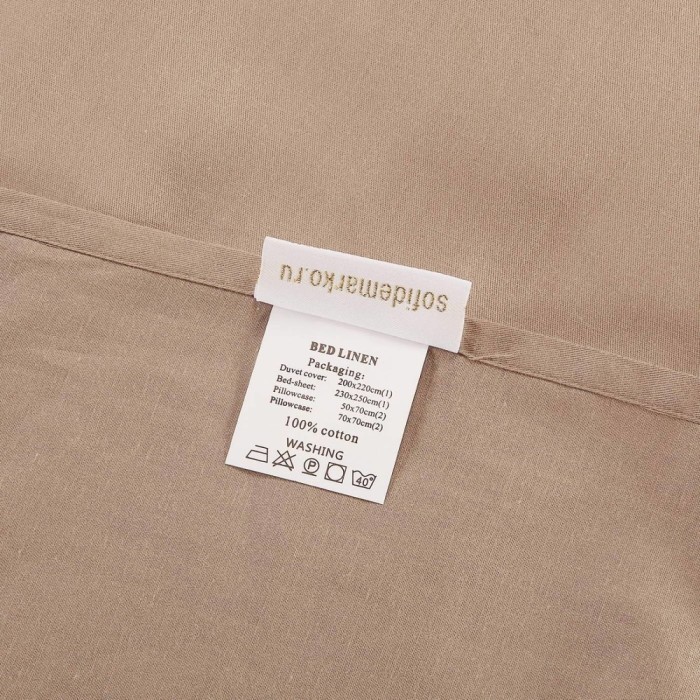 sofidemarko.ru
BED LINEN
Packaging:
Duvet cover: 200x220cm(1)
Bed-sheet: 230x250cm(1)
Pillowcase: 50x70cm(2)
Pillowcase: 70x70cm(2)
100% cotton
WASHING
P 40°